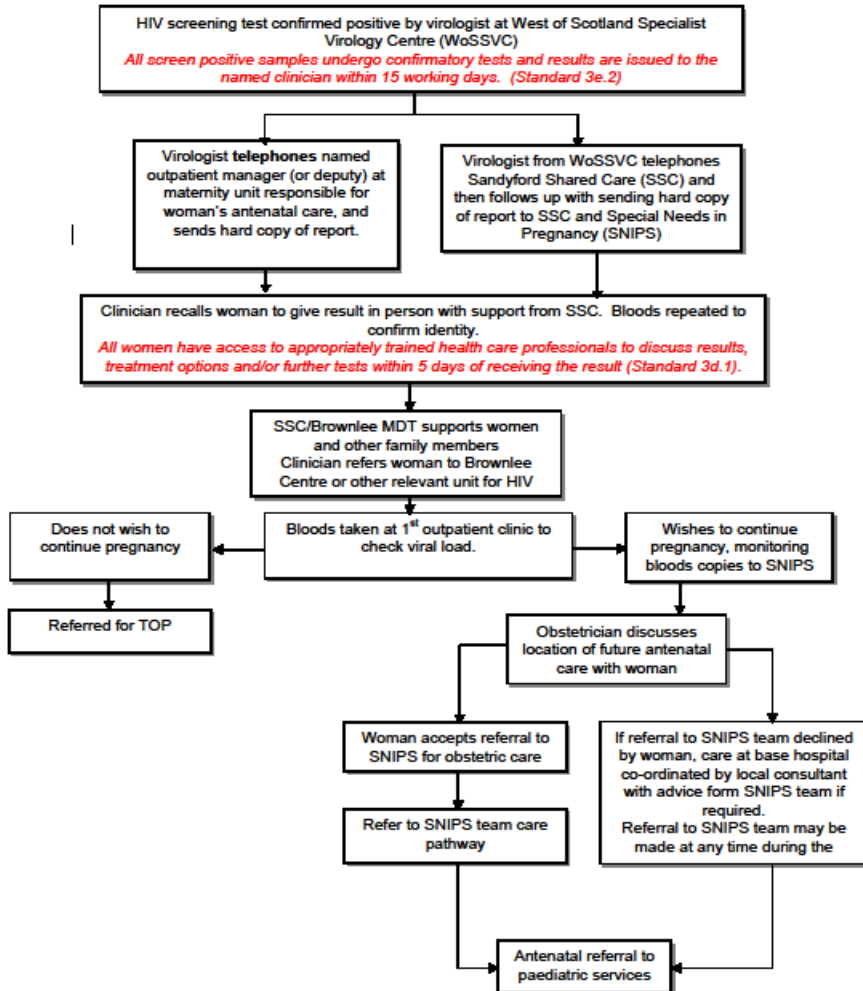 HIV screening test confirmed positive by virologist at West of Scotland Specialist
Virology Centre (WoSSVC)
All screen positive samples undergo confirmatory tests and results are issued to the
named clinician within 15 working days. (Standard 3e.2)
Virologist telephones named
outpatient manager (or deputy) at
maternity unit responsible for
woman's antenatal care, and
sends hard copy of report.
Virologist from WoSSVC telephones
Sandyford Shared Care (SSC) and
then follows up with sending hard copy
of report to SSC and Special Needs in
Pregnancy (SNIPS)
Clinician recalls woman to give result in person with support from SSC. Bloods repeated to
confirm identity.
All women have access to appropriately trained health care professionals to discuss results,
treatment options and/or further tests within 5 days of receiving the result (Standard 3d.1).
SSC/Brownlee MDT supports women
and other family members
Clinician refers woman to Brownlee
Centre or other relevant unit for HIV
Does not wish to
continue pregnancy
Bloods taken at 1st outpatient clinic to
check viral load.
Wishes to continue
pregnancy, monitoring
bloods copies to SNIPS
Referred for TOP
Obstetrician discusses
location of future antenatal
care with woman
Woman accepts referral to
SNIPS for obstetric care
If referral to SNIPS team declined
by woman, care at base hospital
co-ordinated by local consultant
with advice form SNIPS team if
required.
Referral to SNIPS team may be
made at any time during the
Refer to SNIPS team care
pathway
Antenatal referral to
paediatric services